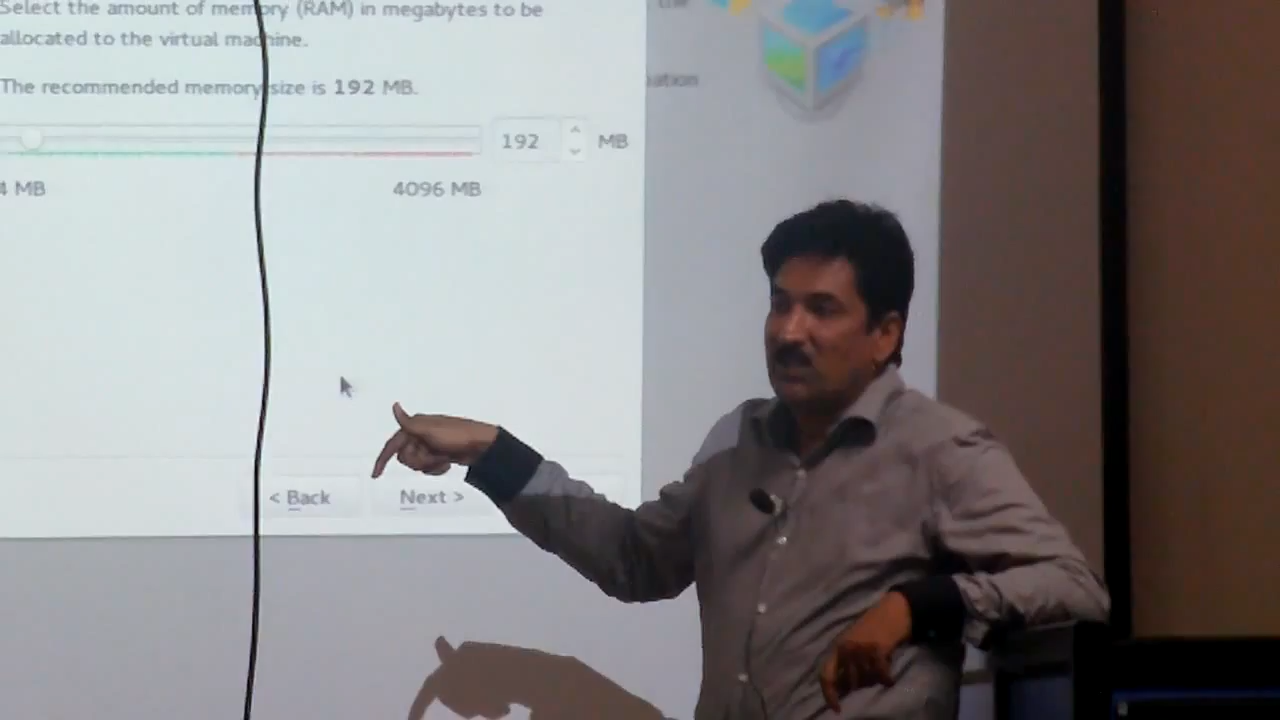 Select the amount of memory (RAM) in megabytes to be
allocated to the virtual machine.
The recommended memory size is 192 MB.
192 MB
4 MB 4096 MB
< Back Next >